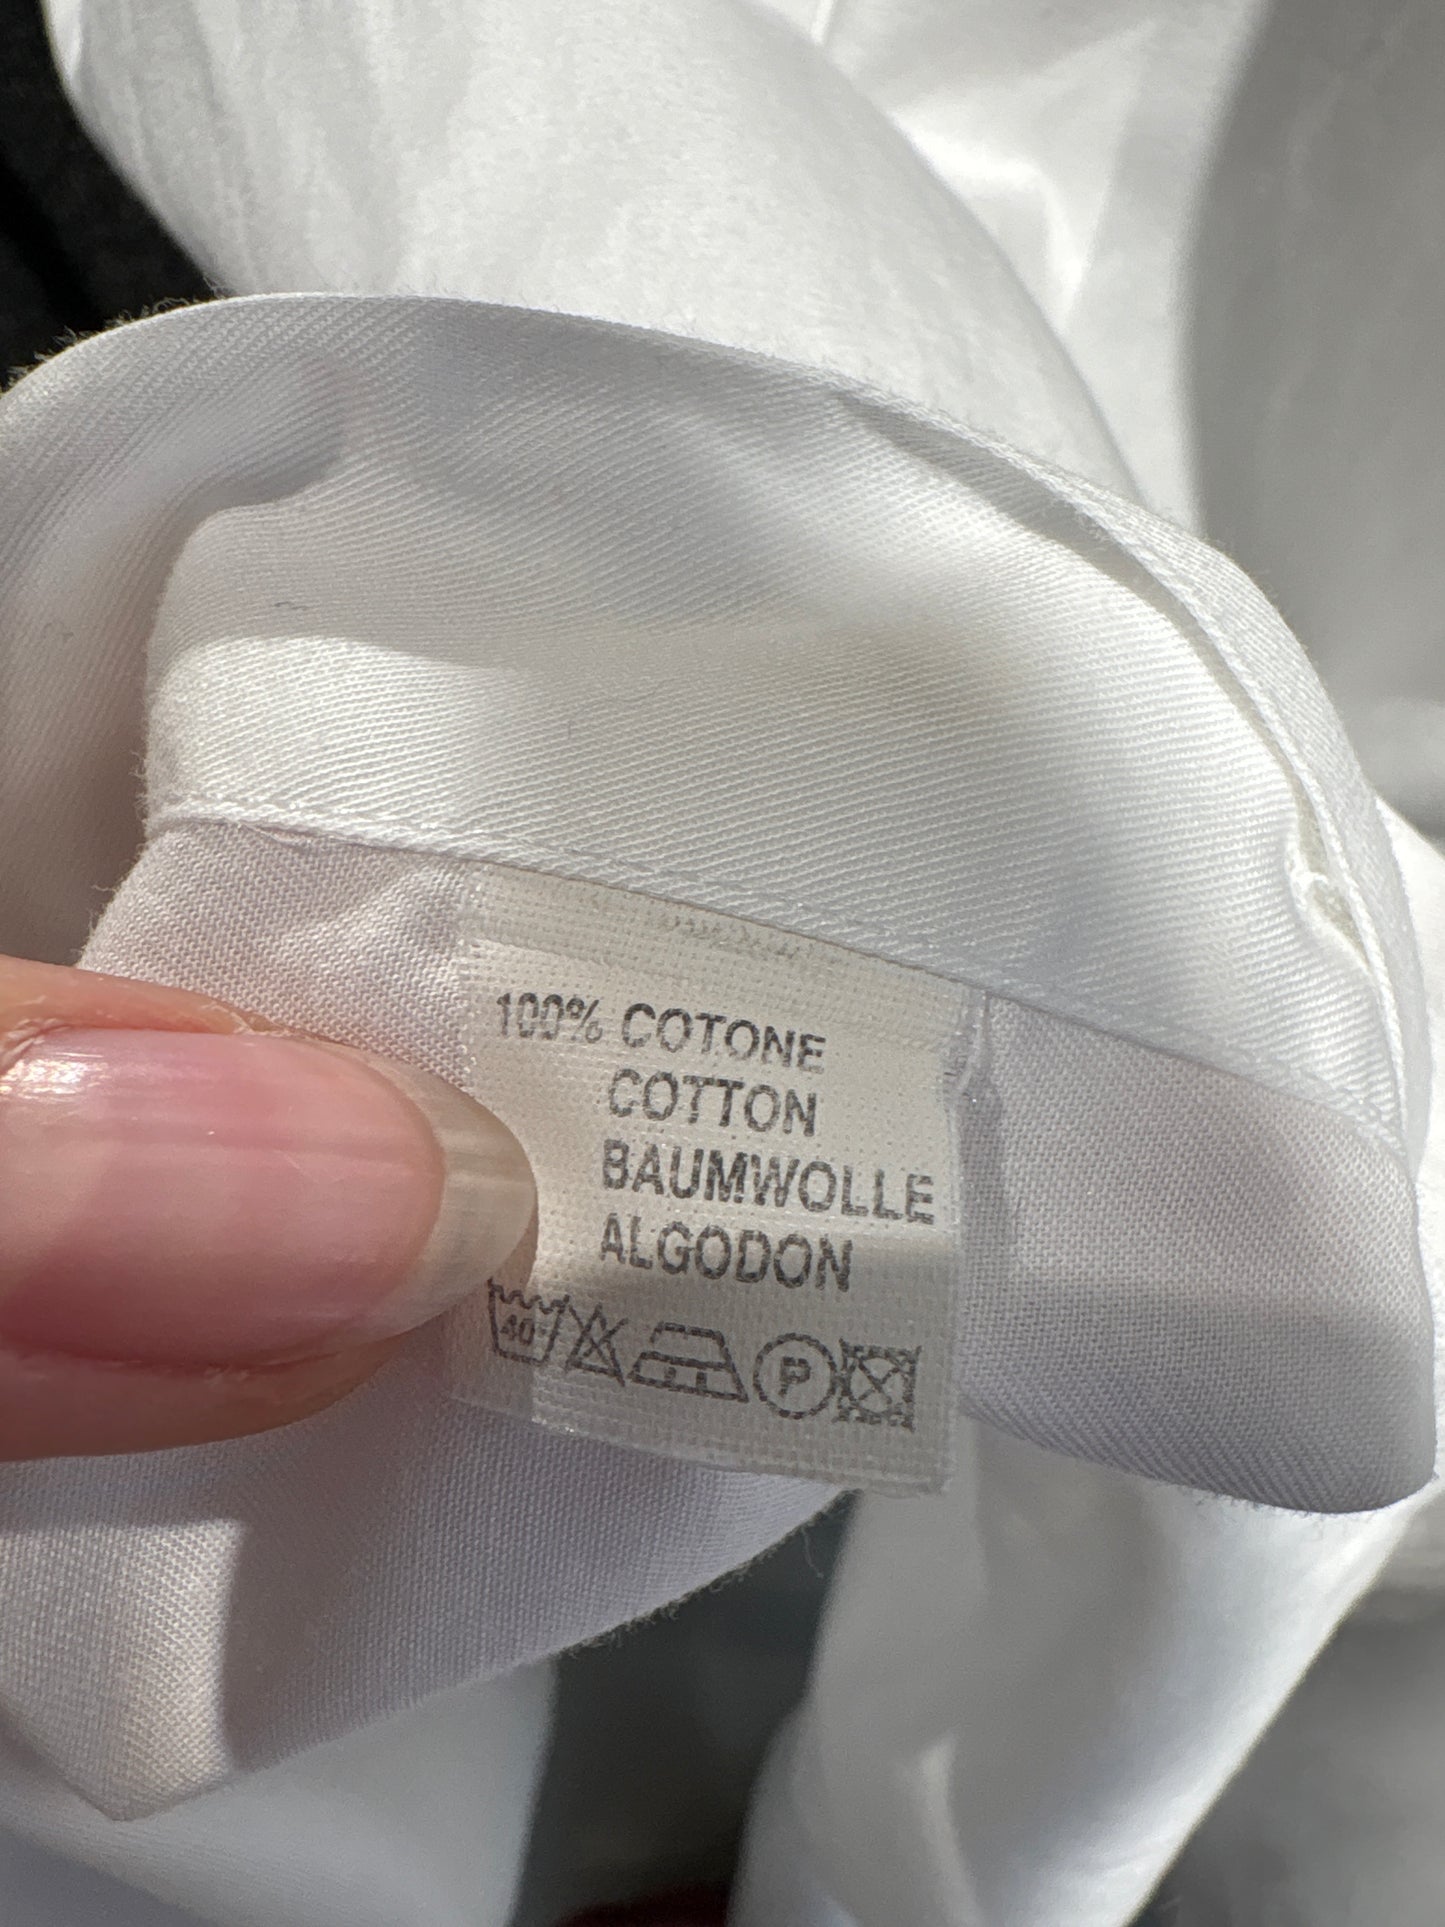 100% COTONE
COTTON
BAUMWOLLE
ALGODON
40° P